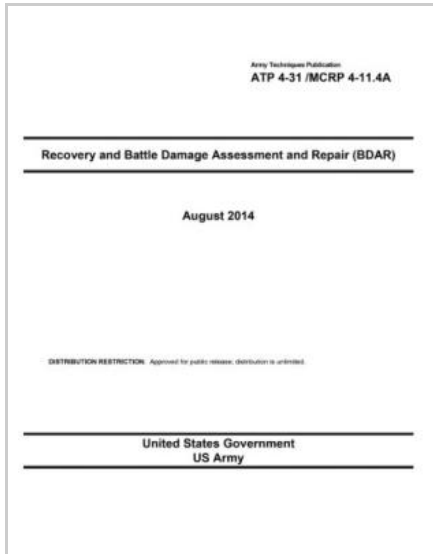 Army Techniques Publication
ATP 4-31 /MCRP 4-11.4A
Recovery and Battle Damage Assessment and Repair (BDAR)
August 2014
DISTRIBUTION RESTRICTION: Approved for public release; distribution is unlimited.
United States Government
US Army